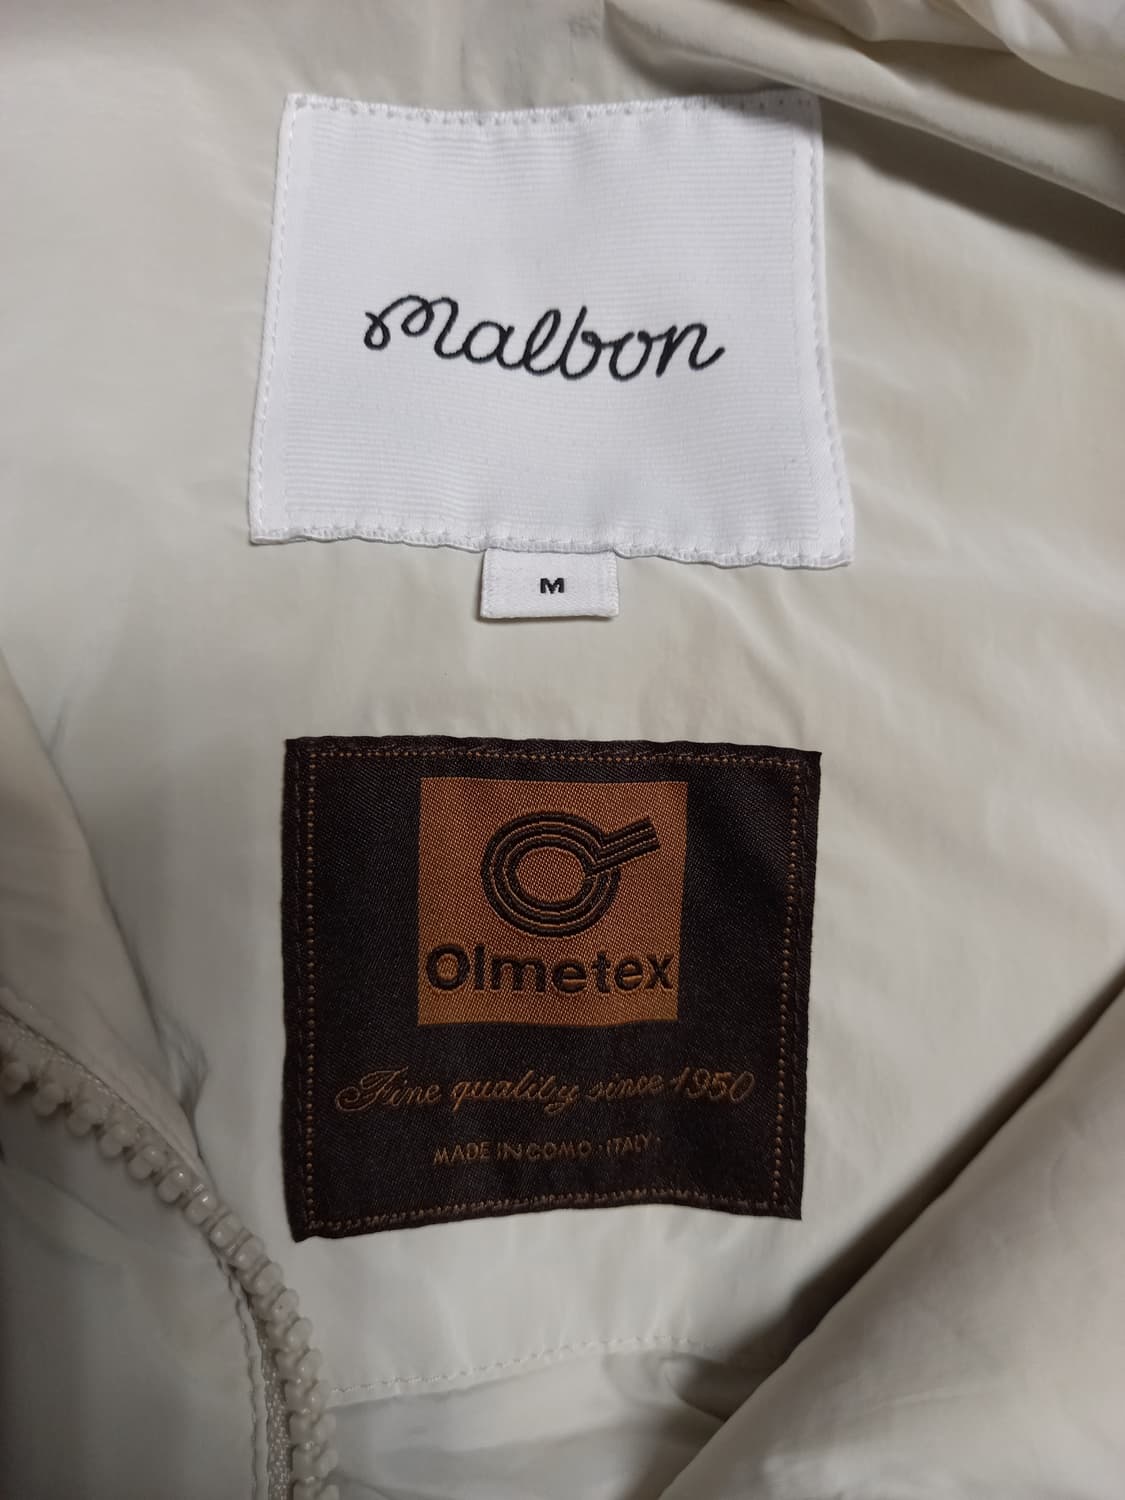 malbon
M
Olmetex
Fine quality since 1950
MADE IN COMO · ITALY ·